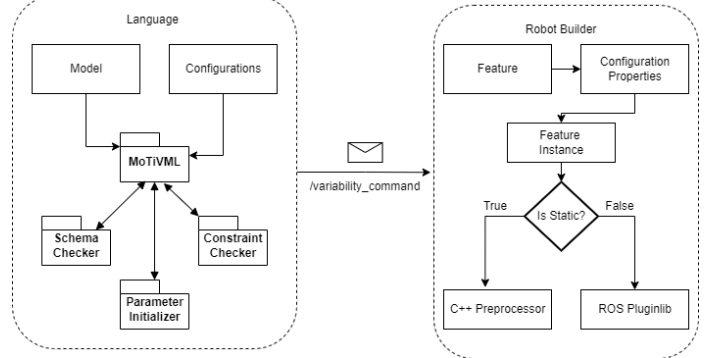 Language
Model
Configurations
MoTiVML
Schema
Checker
Constraint
Checker
Parameter
Initializer
/variability_command
Robot Builder
Feature
Configuration
Properties
Feature
Instance
Is Static?
True
False
C++ Preprocessor
ROS Pluginlib